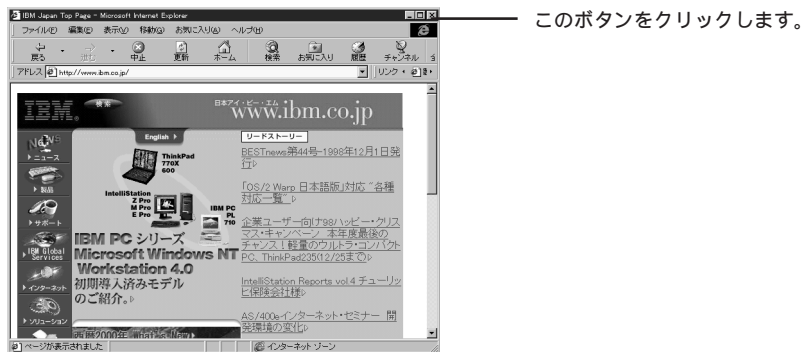 IBM Japan Top Page - Microsoft Internet Explorer
このボタンをクリックします。
ファイル(F) 編集(E) 表示(V) 移動(G) お気に入り(A) ヘルプ(H)
戻る 進む 中止 更新 ホーム 検索 お気に入り 履歴 チャンネル
アドレス http://www.ibm.co.jp/ リンク
IBM 検索
日本アイ・ビー・エム
www.ibm.co.jp
NeWs
ニュース
製品
サポート
IBM Global
Services
インターネット
ソリューション
English
ThinkPad
770X
600
IntelliStation
Z Pro
M Pro
E Pro
IBM PC
PL
710
IBM PC シリーズ
Microsoft Windows NT
Workstation 4.0
初期導入済みモデル
のご紹介。
西暦2000年 What's New
リードストーリー
BESTnews第44号-1998年12月1日発
行
「OS/2 Warp 日本語版」対応 ~各種
対応一覧~
企業ユーザー向け98ハッピー・クリス
マス・キャンペーン 本年度最後の
チャンス!軽量のウルトラ・コンパクト
PC、ThinkPad235(12/25まで)
IntelliStation Reports vol.4 チューリッ
ヒ保険会社様
AS/400eインターネット・セミナー 開
発環境の変化
ページが表示されました インターネット ゾーン